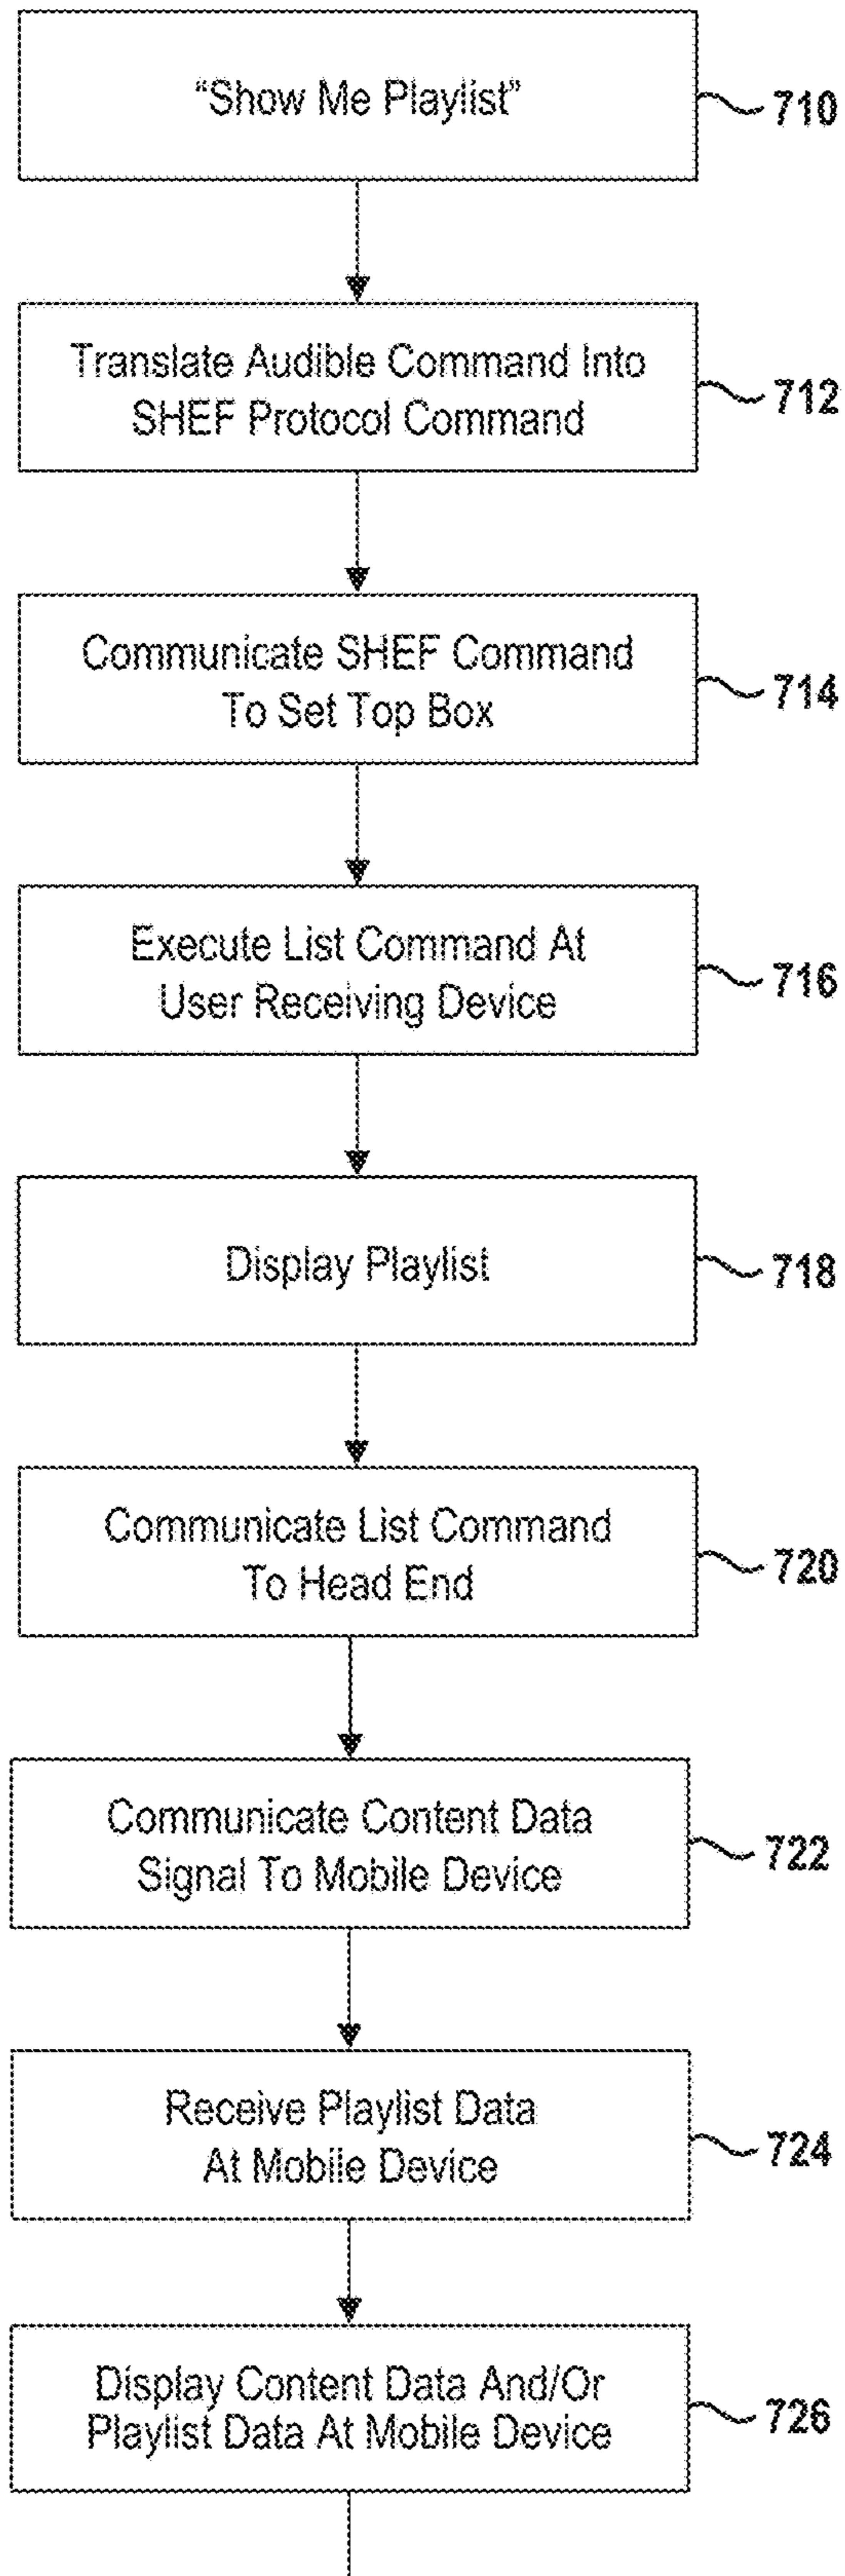 “Show Me Playlist”
710
Translate Audible Command Into
SHEF Protocol Command
712
Communicate SHEF Command
To Set Top Box
714
Execute List Command At
User Receiving Device
716
Display Playlist
718
Communicate List Command
To Head End
720
Communicate Content Data
Signal To Mobile Device
722
Receive Playlist Data
At Mobile Device
724
Display Content Data And/Or
Playlist Data At Mobile Device
726